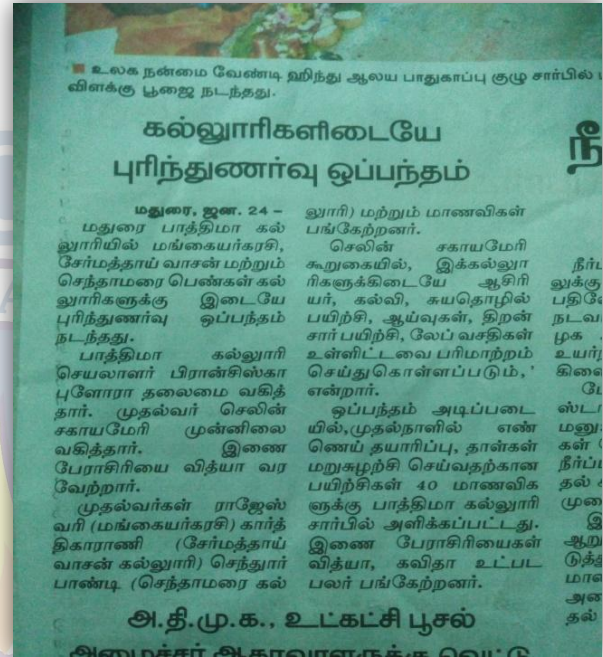 ■ உலக நன்மை வேண்டி ஹிந்து ஆலய பாதுகாப்பு குழு சார்பில்
விளக்கு பூஜை நடந்தது.
கல்லுாரிகளிடையே
புரிந்துணர்வு ஒப்பந்தம்
மதுரை, ஜன. 24 –
மதுரை பாத்திமா கல்
லுாரியில் மங்கையர்கரசி,
சேர்மத்தாய் வாசன் மற்றும்
செந்தாமரை பெண்கள் கல்
லுாரிகளுக்கு இடையே
புரிந்துணர்வு ஒப்பந்தம்
நடந்தது.
பாத்திமா கல்லுாரி
செயலாளர் பிரான்சிஸ்கா
புளோரா தலைமை வகித்
தார். முதல்வர் செலின்
சகாயமேரி முன்னிலை
வகித்தார். இணை
பேராசிரியை வித்யா வர
வேற்றார்.
முதல்வர்கள் ராஜேஸ்
வரி (மங்கையர்கரசி) கார்த்
திகாராணி (சேர்மத்தாய்
வாசன் கல்லுாரி) செந்துார்
பாண்டி (செந்தாமரை கல்
லுாரி) மற்றும் மாணவிகள்
பங்கேற்றனர்.
செலின் சகாயமேரி
கூறுகையில், இக்கல்லுா
ரிகளுக்கிடையே ஆசிரி
யர், கல்வி, சுயதொழில்
பயிற்சி, ஆய்வுகள், திறன்
சார்பயிற்சி, லேப் வசதிகள்
உள்ளிட்டவை பரிமாற்றம்
செய்துகொள்ளப்படும்,'
என்றார்.
ஒப்பந்தம் அடிப்படை
யில்,முதல்நாளில் எண்
ணெய் தயாரிப்பு, தாள்கள்
மறுசுழற்சி செய்வதற்கான
பயிற்சிகள் 40 மாணவிக
ளுக்கு பாத்திமா கல்லுாரி
சார்பில் அளிக்கப்பட்டது.
இணை பேராசிரியைகள்
வித்யா, கவிதா உட்பட
பலர் பங்கேற்றனர்.
அ.தி.மு.க., உட்கட்சி பூசல்